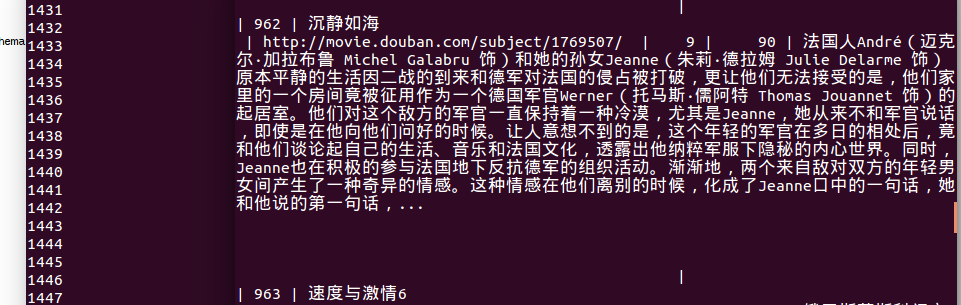 1431 |
1432 | 962 | 沉静如海
hema
1433 | http://movie.douban.com/subject/1769507/ | 9 | 90 | 法国人André（迈克
1434 尔·加拉布鲁 Michel Galabru 饰）和她的孙女Jeanne（朱莉·德拉姆 Julie Delarme 饰）
1435 原本平静的生活因二战的到来和德军对法国的侵占被打破，更让他们无法接受的是，他们家
1436 里的一个房间竟被征用作为一个德国军官Werner（托马斯·儒阿特 Thomas Jouannet 饰）的
1437 起居室。他们对这个敌方的军官一直保持着一种冷漠，尤其是Jeanne，她从来不和军官说话
1438 ，即使是在他向他们问好的时候。让人意想不到的是，这个年轻的军官在多日的相处后，竟
1439 和他们谈论起自己的生活、音乐和法国文化，透露出他纳粹军服下隐秘的内心世界。同时，
1440 Jeanne也在积极的参与法国地下反抗德军的组织活动。渐渐地，两个来自敌对双方的年轻男
1441 女间产生了一种奇异的情感。这种情感在他们离别的时候，化成了Jeanne口中的一句话，她
1442 和他说的第一句话，...
1443
1444
1445
1446 |
1447 | 963 | 速度与激情6